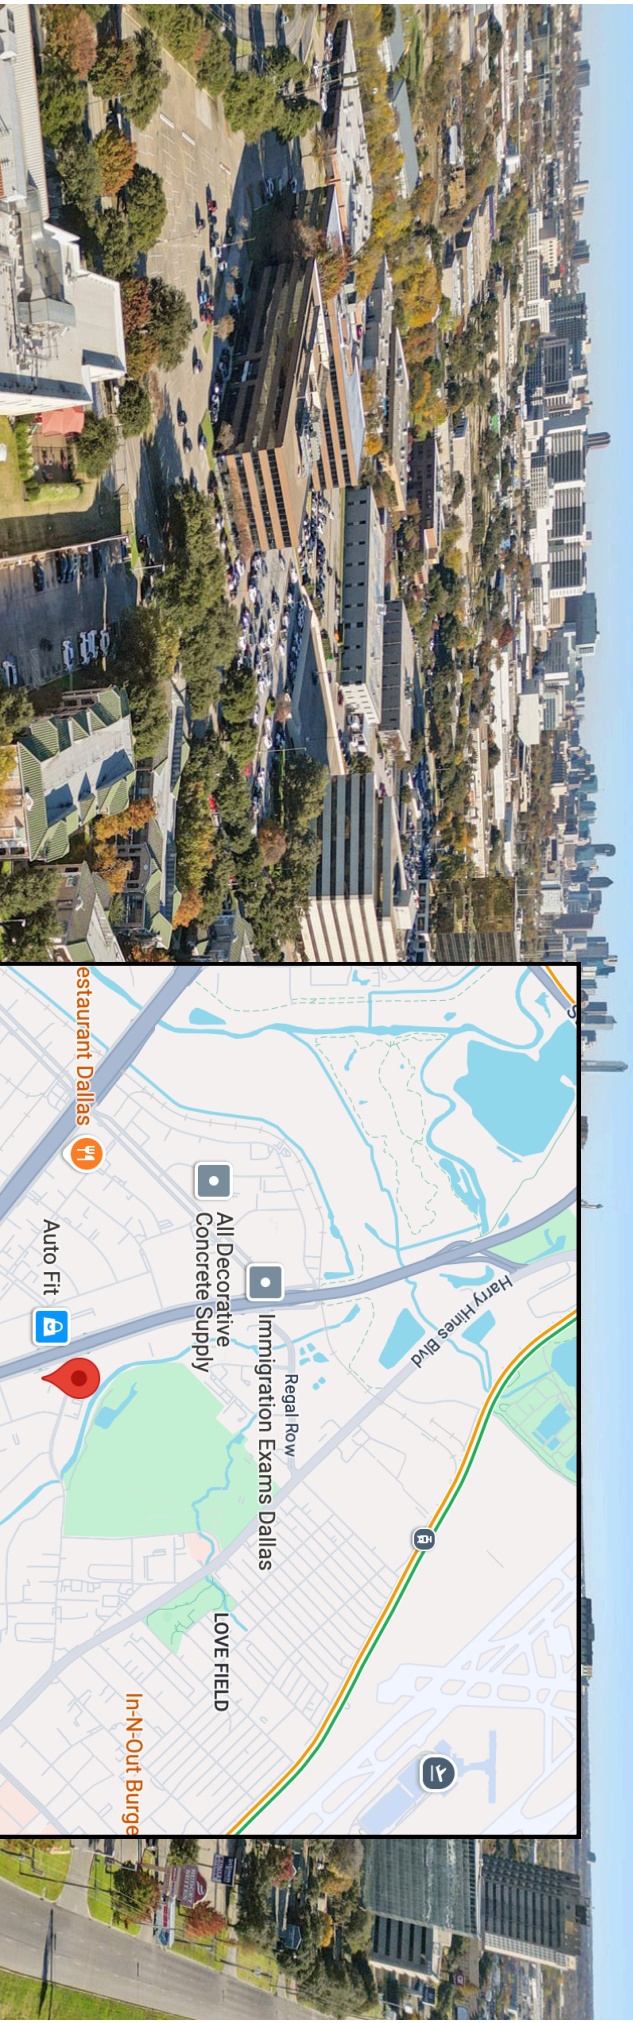 S
Harry Hines Blvd
Regal Row
Immigration Exams Dallas
All Decorative
Concrete Supply
LOVE FIELD
Auto Fit
estaurant Dallas
In-N-Out Burge